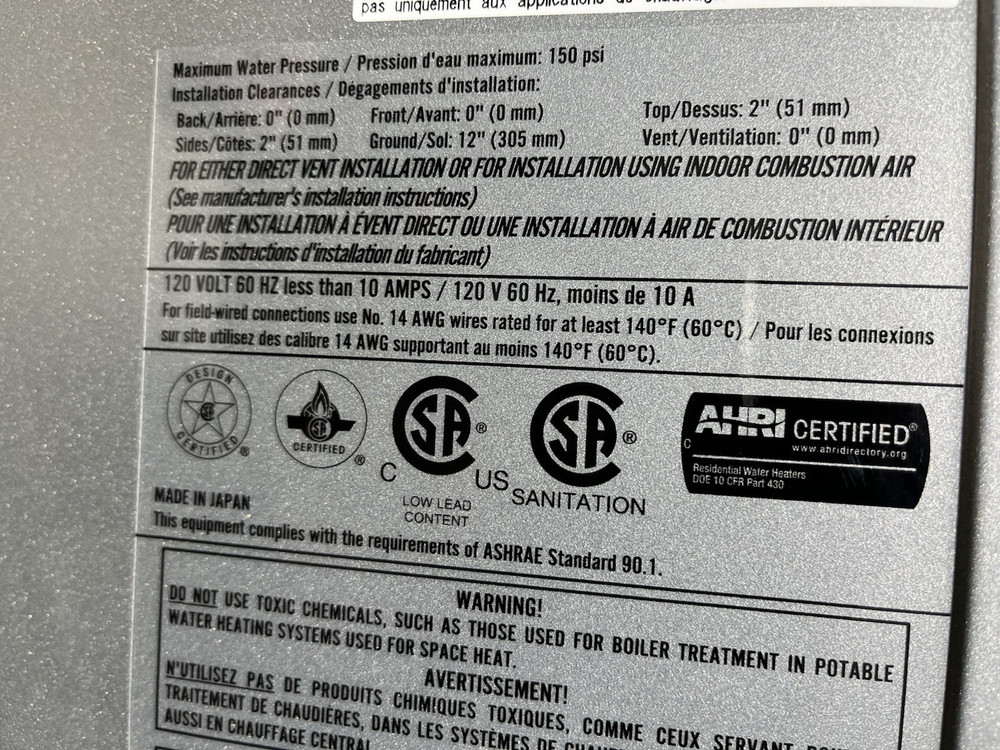 pas uniquement aux applications de chauffage
Maximum Water Pressure / Pression d'eau maximum: 150 psi
Installation Clearances / Dégagements d'installation:
Back/Arrière: 0" (0 mm) Front/Avant: 0" (0 mm) Top/Dessus: 2" (51 mm)
Sides/Côtés: 2" (51 mm) Ground/Sol: 12" (305 mm) Vent/Ventilation: 0" (0 mm)
FOR EITHER DIRECT VENT INSTALLATION OR FOR INSTALLATION USING INDOOR COMBUSTION AIR
(See manufacturer's installation instructions)
POUR UNE INSTALLATION À ÉVENT DIRECT OU UNE INSTALLATION À AIR DE COMBUSTION INTÉRIEUR
(Voir les instructions d'installation du fabricant)
120 VOLT 60 HZ less than 10 AMPS / 120 V 60 Hz, moins de 10 A
For field-wired connections use No. 14 AWG wires rated for at least 140°F (60°C) / Pour les connexions
sur site utilisez des calibre 14 AWG supportant au moins 140°F (60°C).
DESIGN CERTIFIED ®
CERTIFIED ®
SA ®
C US
LOW LEAD
CONTENT
SA ®
SANITATION
AHRI CERTIFIED®
www.ahridirectory.org
C
Residential Water Heaters
DOE 10 CFR Part 430
MADE IN JAPAN
This equipment complies with the requirements of ASHRAE Standard 90.1.
WARNING!
DO NOT USE TOXIC CHEMICALS, SUCH AS THOSE USED FOR BOILER TREATMENT IN POTABLE
WATER HEATING SYSTEMS USED FOR SPACE HEAT.
AVERTISSEMENT!
N'UTILISEZ PAS DE PRODUITS CHIMIQUES TOXIQUES, COMME CEUX SERVANT
TRAITEMENT DE CHAUDIÈRES, DANS LES SYSTÈMES DE
AUSSI EN CHAUFFAGE CENTRAL